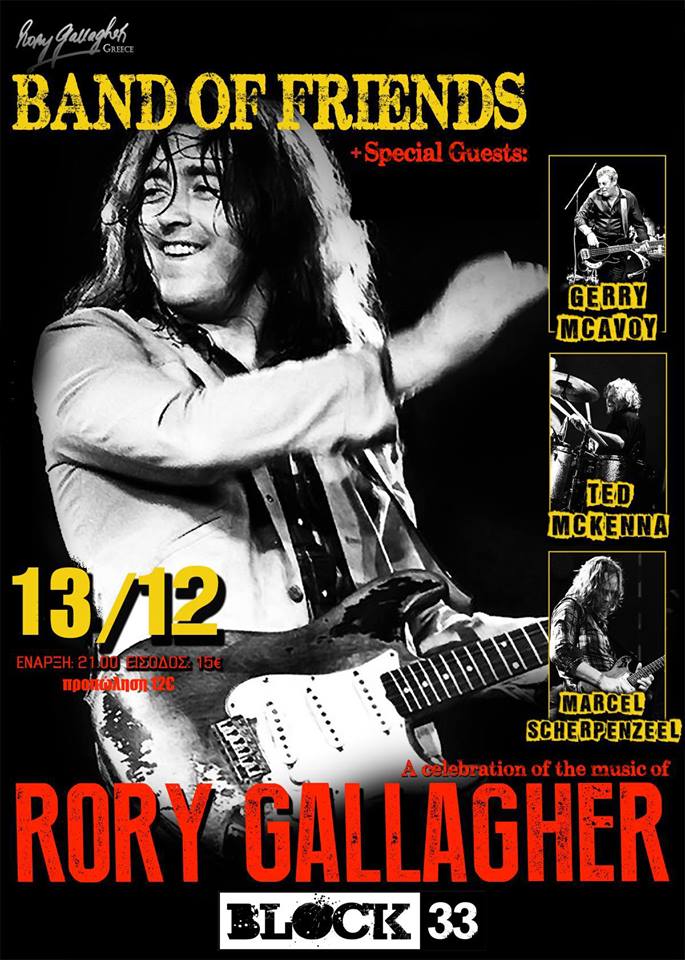 Rory Gallagher
GREECE
BAND OF FRIENDS
+Special Guests:
GERRY
MCAVOY
TED
MCKENNA
MARCEL
SCHERPENZEEL
13/12
ΕΝΑΡΞΗ: 21.00 ΕΙΣΟΔΟΣ: 15€
προπώληση 12€
A celebration of the music of
RORY GALLAGHER
BLOCK 33